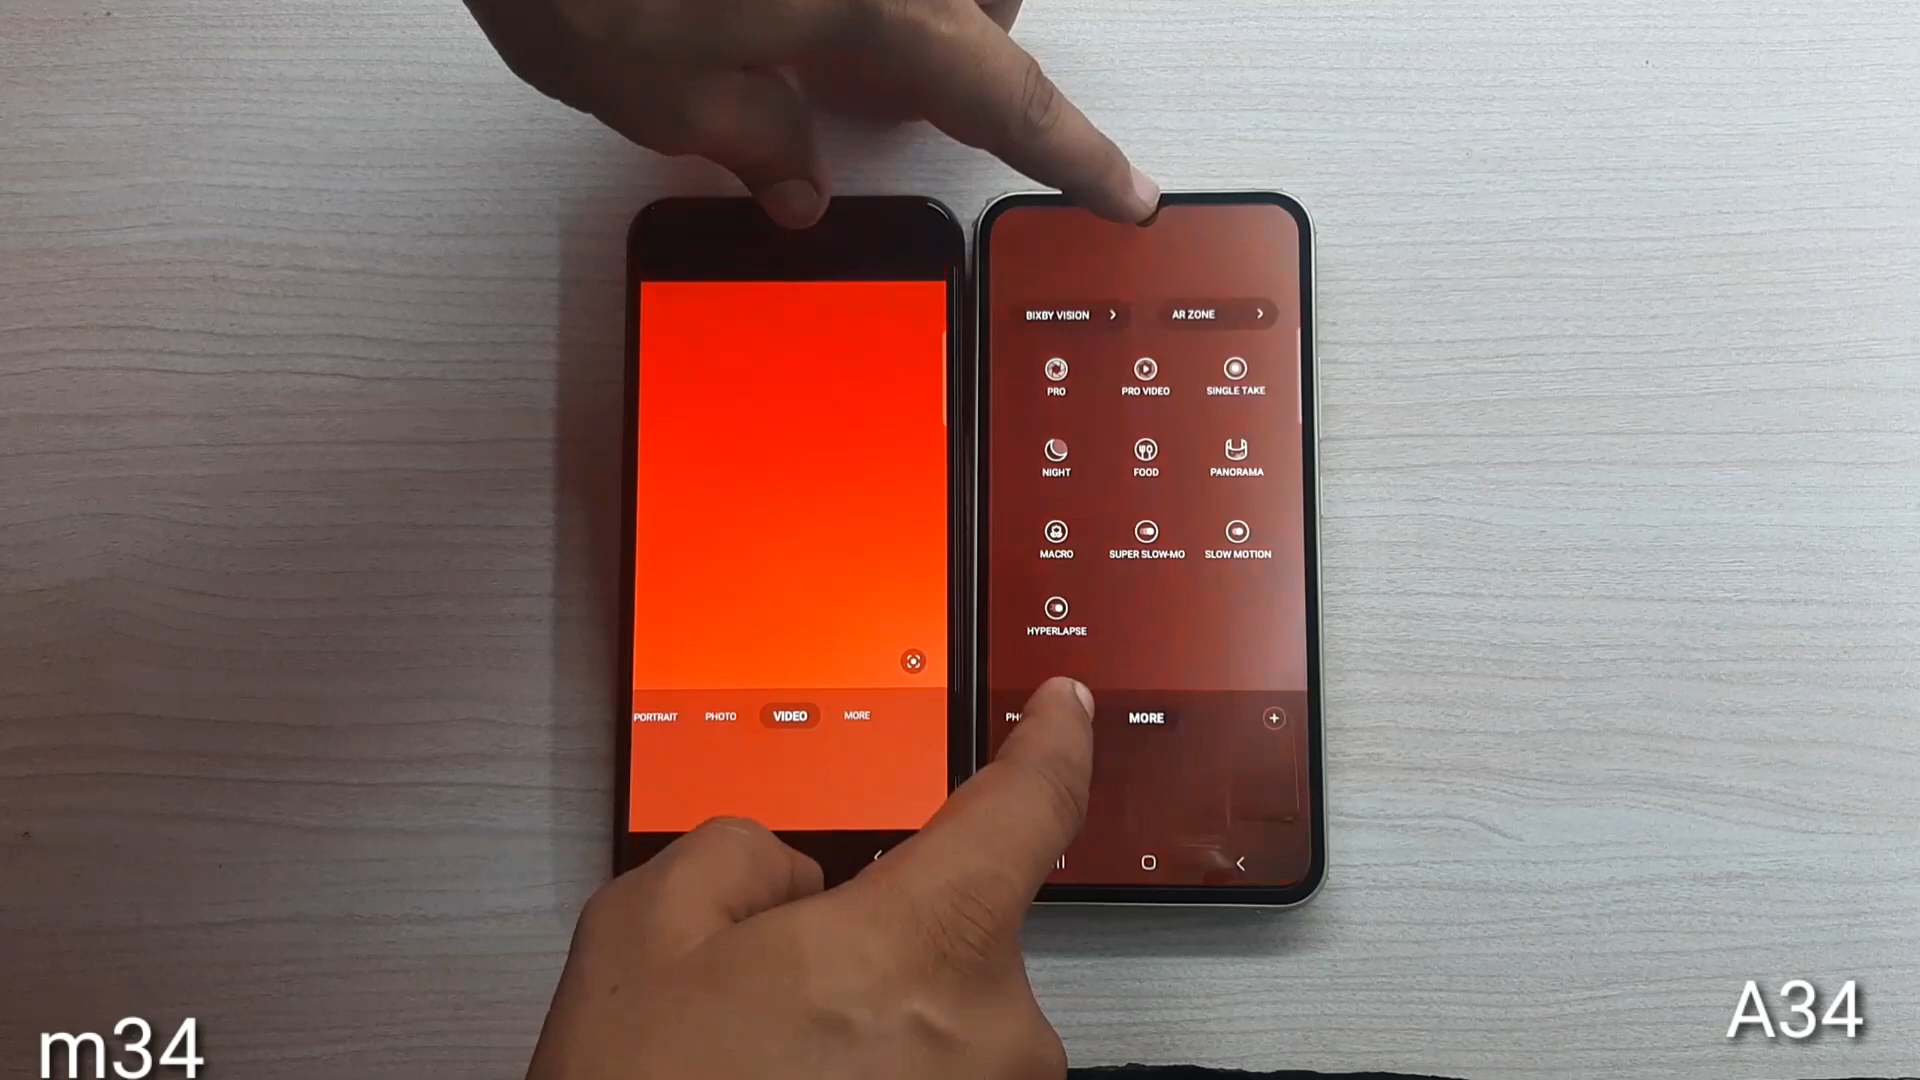 BIXBY VISION
AR ZONE
PRO
PRO VIDEO
SINGLE TAKE
NIGHT
FOOD
PANORAMA
MACRO
SUPER SLOW-MO
SLOW MOTION
HYPERLAPSE
PORTRAIT
PHOTO
VIDEO
MORE
PH
MORE
m34
A34